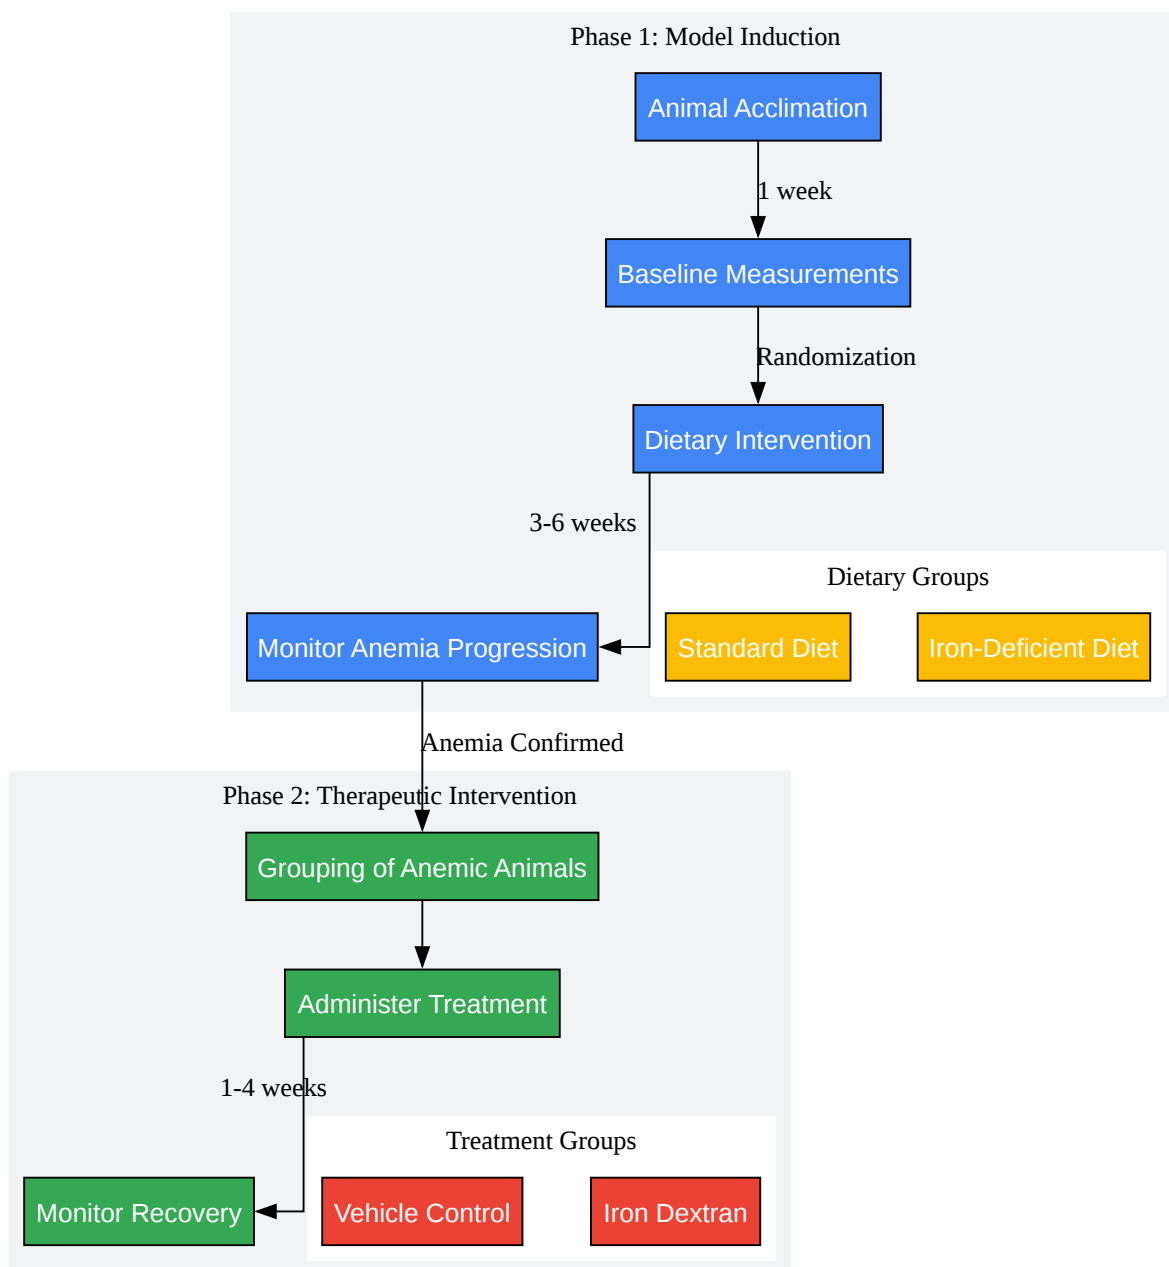 Phase 1: Model Induction
Animal Acclimation
1 week
Baseline Measurements
Randomization
Dietary Intervention
3-6 weeks
Dietary Groups
Monitor Anemia Progression
Standard Diet
Iron-Deficient Diet
Anemia Confirmed
Phase 2: Therapeutic Intervention
Grouping of Anemic Animals
Administer Treatment
1-4 weeks
Treatment Groups
Monitor Recovery
Vehicle Control
Iron Dextran